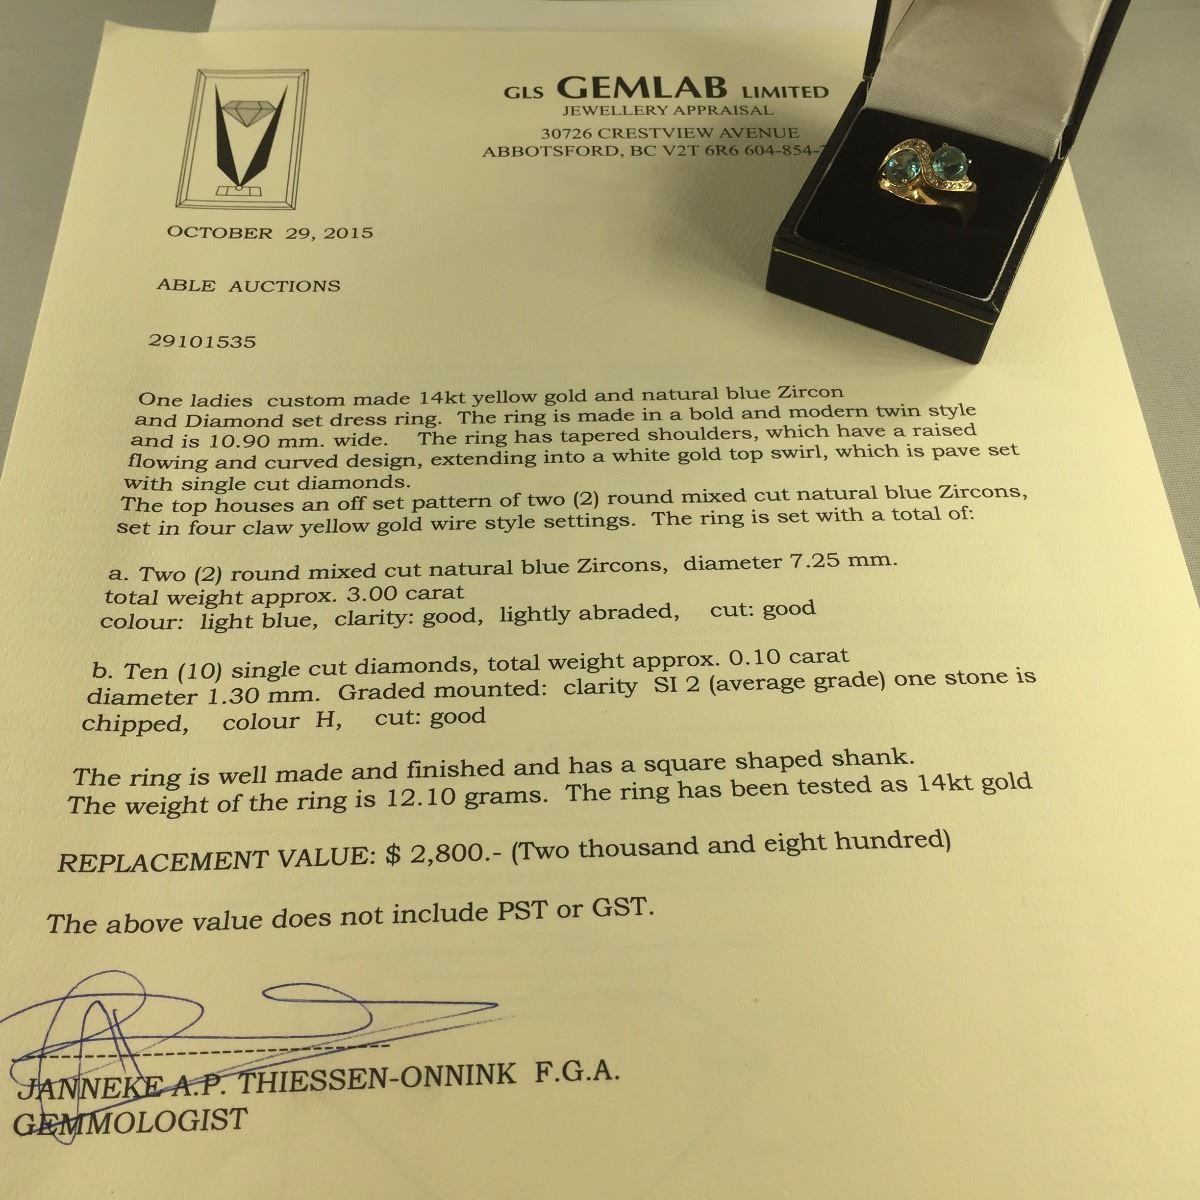 GLS GEMLAB LIMITED
JEWELLERY APPRAISAL
30726 CRESTVIEW AVENUE
ABBOTSFORD, BC V2T 6R6 604-854-
OCTOBER 29, 2015
ABLE AUCTIONS
29101535
One ladies custom made 14kt yellow gold and natural blue Zircon
and Diamond set dress ring. The ring is made in a bold and modern twin style
and is 10.90 mm. wide. The ring has tapered shoulders, which have a raised
flowing and curved design, extending into a white gold top swirl, which is pave set
with single cut diamonds.
The top houses an off set pattern of two (2) round mixed cut natural blue Zircons,
set in four claw yellow gold wire style settings. The ring is set with a total of:
a. Two (2) round mixed cut natural blue Zircons, diameter 7.25 mm.
total weight approx. 3.00 carat
colour: light blue, clarity: good, lightly abraded, cut: good
b. Ten (10) single cut diamonds, total weight approx. 0.10 carat
diameter 1.30 mm. Graded mounted: clarity SI 2 (average grade) one stone is
chipped, colour H, cut: good
The ring is well made and finished and has a square shaped shank.
The weight of the ring is 12.10 grams. The ring has been tested as 14kt gold
REPLACEMENT VALUE: $ 2,800.- (Two thousand and eight hundred)
The above value does not include PST or GST.
JANNEKE A.P. THIESSEN-ONNINK F.G.A.
GEMMOLOGIST